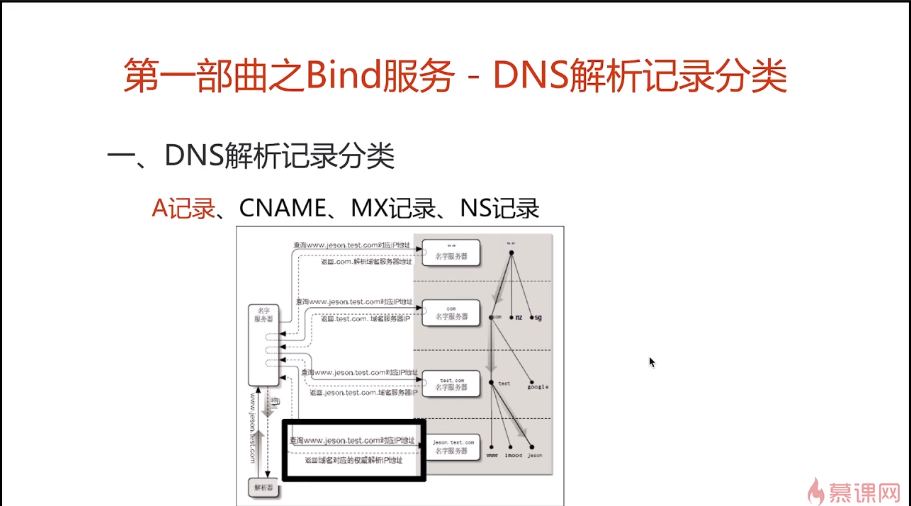 第一部曲之Bind服务 - DNS解析记录分类
一、DNS解析记录分类
A记录、CNAME、MX记录、NS记录
查询www.jeson.test.com对应IP地址
返回.com.解析域名服务器地址
" "
名字服务器
" "
名字
服务器
查询www.jeson.test.com对应IP地址
返回.test.com. 域名服务器IP
com
名字服务器
com
nz
sg
查询www.jeson.test.com对应IP地址
返回.jeson.test.com.域名服务器IP
test.com
名字服务器
test
google
www.jeson.Test.com
查询www.jeson.test.com对应IP地址
返回域名对应的权威解析IP地址
jeson.test.com
名字服务器
www
imooc
jeson
解析器
慕课网